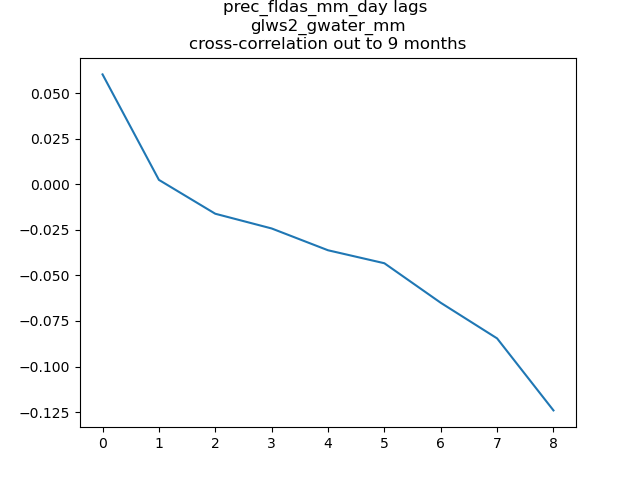 prec_fldas_mm_day lags
glws2_gwater_mm
cross-correlation out to 9 months
0.050
0.025
0.000
−0.025
−0.050
−0.075
−0.100
−0.125
0 1 2 3 4 5 6 7 8